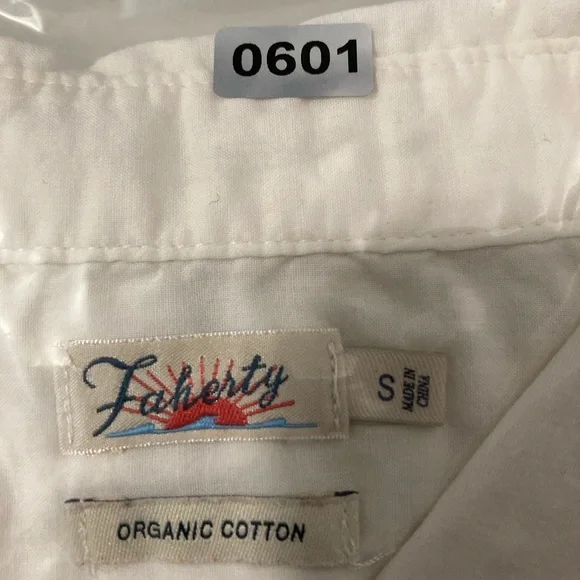 0601
Faherty
S
MADE IN
CHINA
ORGANIC COTTON